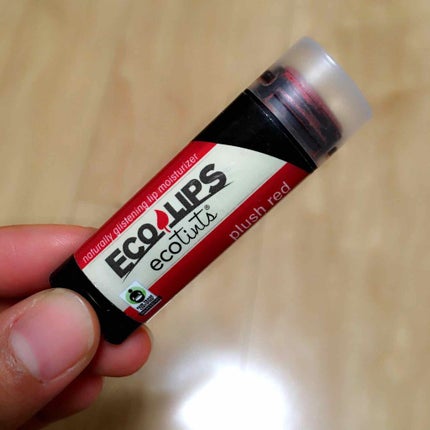 naturally glistening lip moisturizer
ECO LIPS
ecotints®
plush red